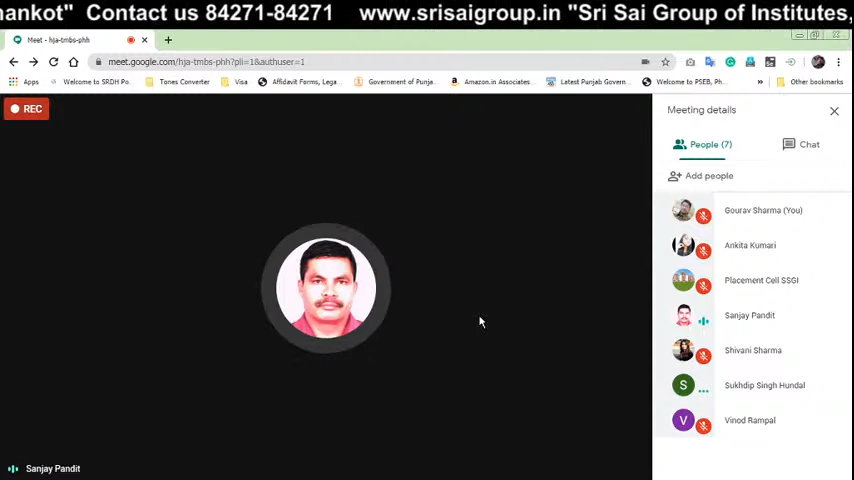 nankot"  Contact us 84271-84271    www.srisaigroup.in "Sri Sai Group of Institutes,
Meet - hja-tmbs-phh
meet.google.com/hja-tmbs-phh?pli=1&authuser=1
Apps Welcome to SRDH Po... Tones Converter Visa Affidavit Forms, Legal... Government of Punja... Amazon.in Associates... Latest Punjab Govern... Welcome to PSEB, Ph... » Other bookmarks
REC
Sanjay Pandit
Meeting details
People (7) Chat
Add people
Gourav Sharma (You)
Ankita Kumari
Placement Cell SSGI
Sanjay Pandit
Shivani Sharma
S Sukhdip Singh Hundal
V Vinod Rampal